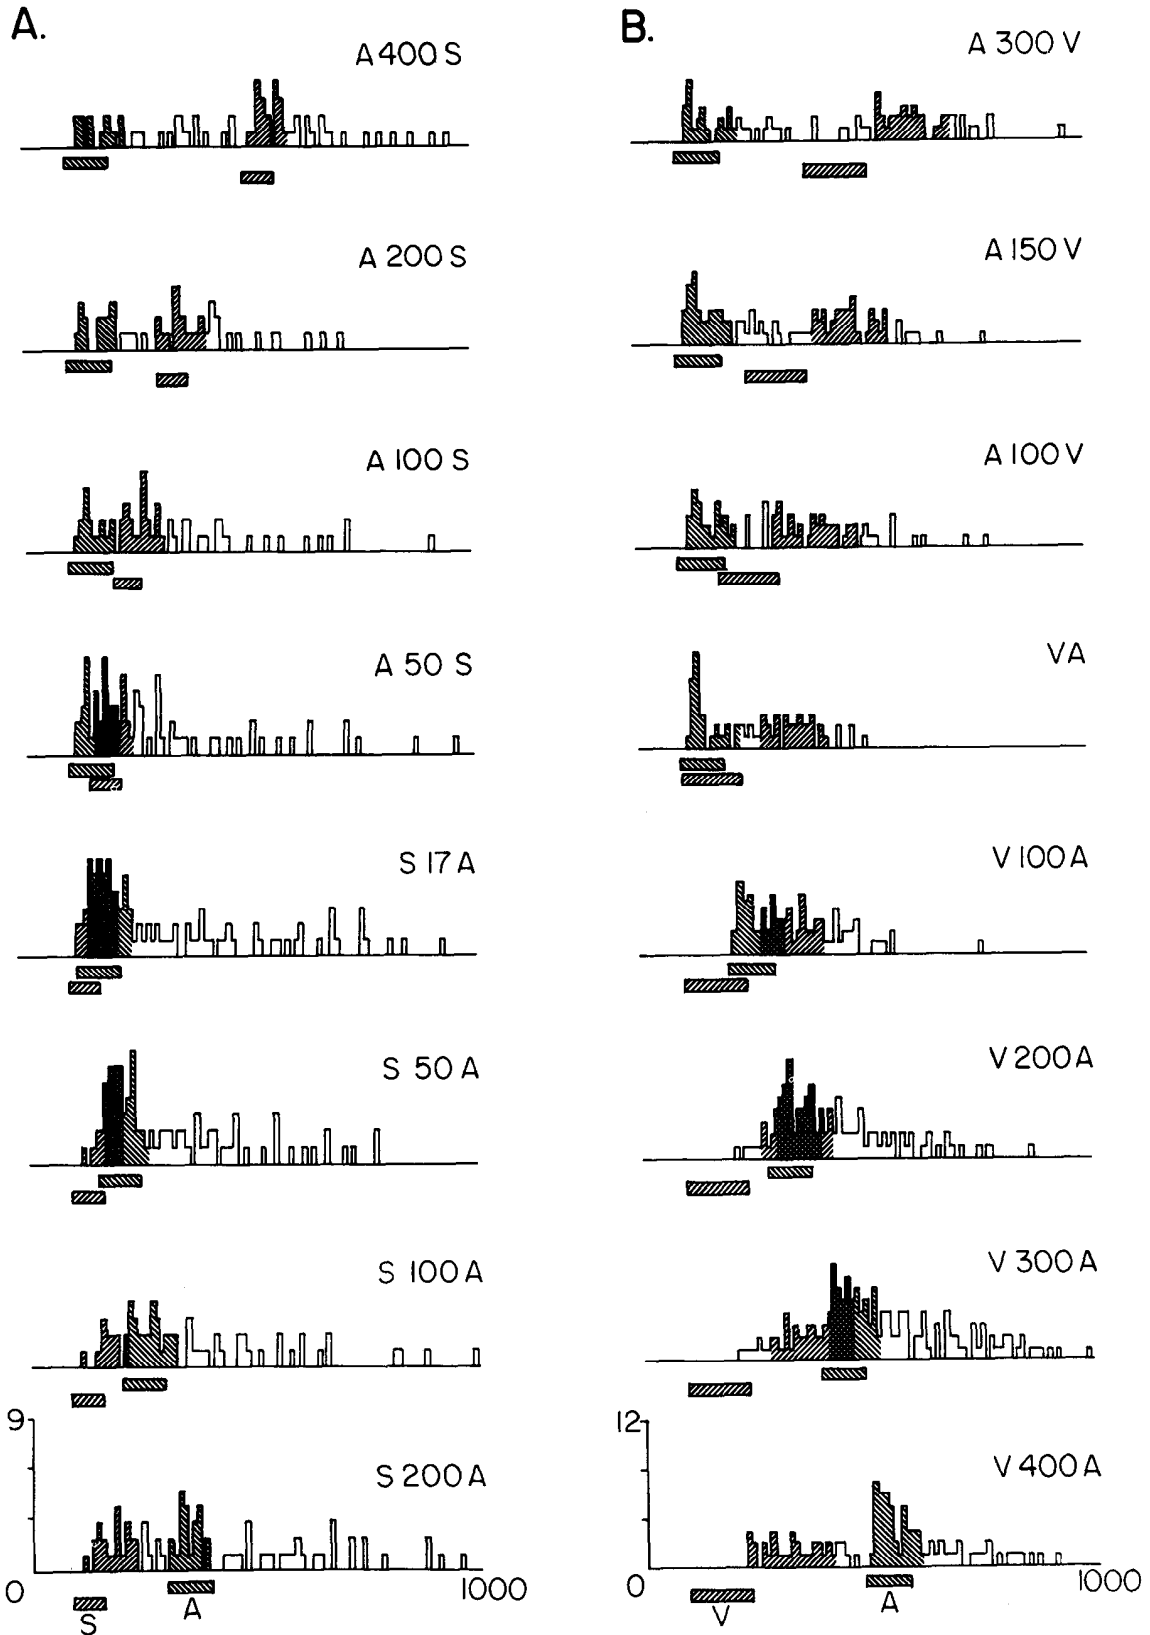 A.
A 400 S
A 200 S
A 100 S
A 50 S
S 17 A
S 50 A
S 100 A
9
S 200 A
0
1000
S
A
B.
A 300 V
A 150 V
A 100 V
VA
V 100 A
V 200 A
V 300 A
12
V 400 A
0
1000
V
A